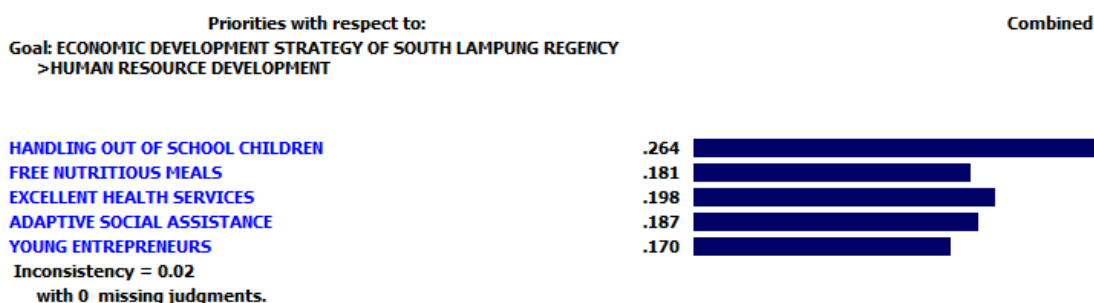 Priorities with respect to: Combined
Goal: ECONOMIC DEVELOPMENT STRATEGY OF SOUTH LAMPUNG REGENCY
>HUMAN RESOURCE DEVELOPMENT
HANDLING OUT OF SCHOOL CHILDREN .264
FREE NUTRITIOUS MEALS .181
EXCELLENT HEALTH SERVICES .198
ADAPTIVE SOCIAL ASSISTANCE .187
YOUNG ENTREPRENEURS .170
Inconsistency = 0.02
with 0 missing judgments.